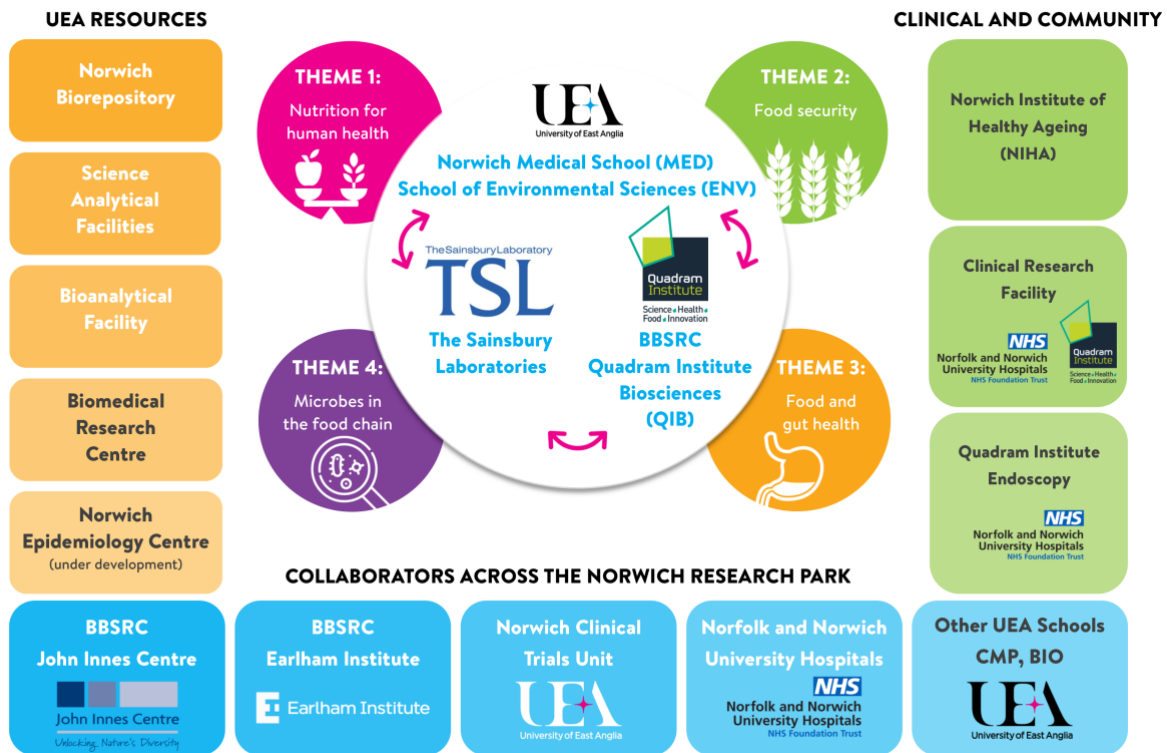 UEA RESOURCES
Norwich
Biorepository
Science
Analytical
Facilities
Bioanalytical
Facility
Biomedical
Research
Centre
Norwich
Epidemiology Centre
(under development)
THEME 1:
Nutrition for
human health
THEME 2:
Food security
UEA
University of East Anglia
Norwich Medical School (MED)
School of Environmental Sciences (ENV)
TheSainsburyLaboratory
TSL
The Sainsbury
Laboratories
Quadram
Institute
Science Health
Food Innovation
BBSRC
Quadram Institute
Biosciences
(QIB)
THEME 4:
Microbes in
the food chain
THEME 3:
Food and
gut health
CLINICAL AND COMMUNITY
Norwich Institute of
Healthy Ageing
(NIHA)
Clinical Research
Facility
NHS
Norfolk and Norwich
University Hospitals
NHS Foundation Trust
Quadram
Institute
Science Health
Food Innovation
Quadram Institute
Endoscopy
NHS
Norfolk and Norwich
University Hospitals
NHS Foundation Trust
COLLABORATORS ACROSS THE NORWICH RESEARCH PARK
BBSRC
John Innes Centre
John Innes Centre
Unlocking Nature's Diversity
BBSRC
Earlham Institute
Earlham Institute
Norwich Clinical
Trials Unit
UEA
University of East Anglia
Norfolk and Norwich
University Hospitals
NHS
Norfolk and Norwich
University Hospitals
NHS Foundation Trust
Other UEA Schools
CMP, BIO
UEA
University of East Anglia